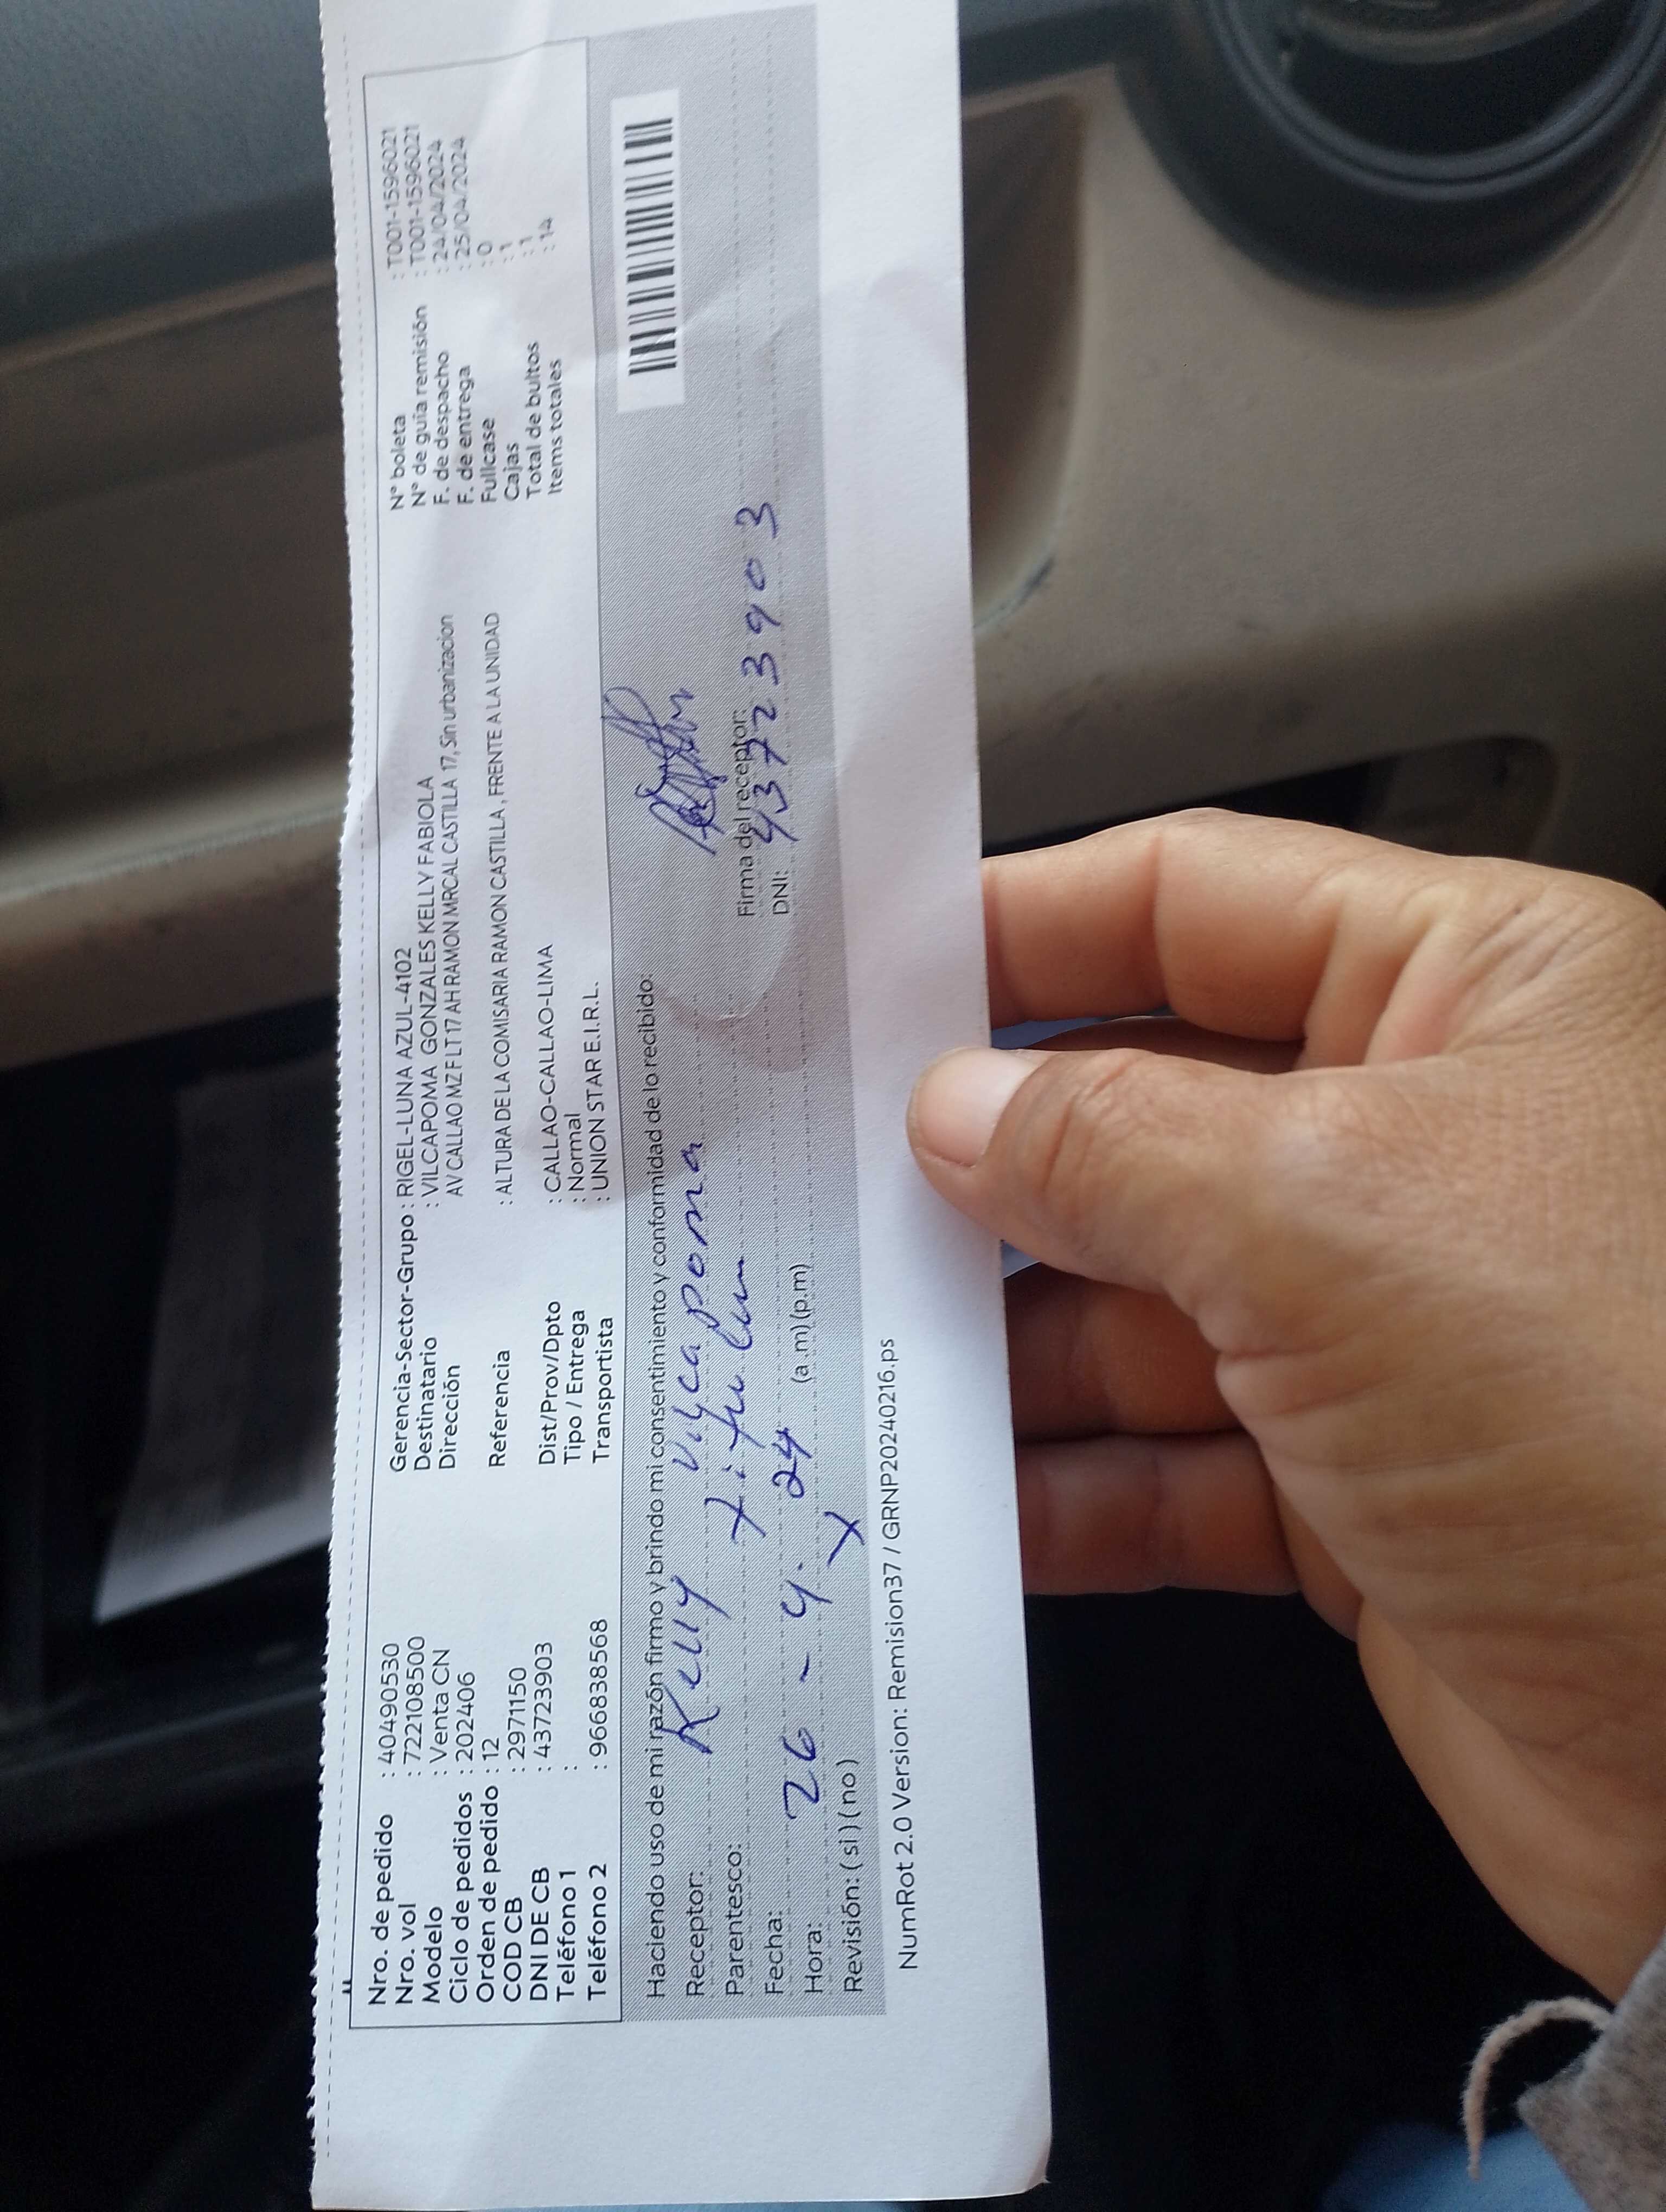 Nro. de pedido : 40490530
Nro. vol : 722108500
Modelo : Venta CN
Ciclo de pedidos : 202406
Orden de pedido : 12
COD CB : 2971150
DNI DE CB : 43723903
Teléfono 1 :
Teléfono 2 : 966838568
Gerencia-Sector-Grupo : RIGEL-LUNA AZUL-4102
Destinatario : VILCAPOMA GONZALES KELLY FABIOLA
Dirección AV CALLAO MZ F LT 17 AH RAMON MRCAL CASTILLA 17, Sin urbanizacion
Referencia : ALTURA DE LA COMISARIA RAMON CASTILLA, FRENTE A LA UNIDAD
Dist/Prov/Dpto : CALLAO-CALLAO-LIMA
Tipo / Entrega : Normal
Transportista : UNION STAR E.I.R.L.
N° boleta : T001-1596021
N° de guía remisión : T001-1596021
F. de despacho : 24/04/2024
F. de entrega : 25/04/2024
Fullcase : 0
Cajas : 1
Total de bultos : 1
Items totales : 14
Haciendo uso de mi razón firmo y brindo mi consentimiento y conformidad de lo recibido:
Receptor: Kelly Vilcapoma
Parentesco:
Fecha: 26 - 4. 24
Hora: (a.m)(p.m)
Revisión: (si)(no) X
Firma del receptor:
DNI: 43723903
NumRot 2.0 Version: Remision37 / GRNP20240216.ps